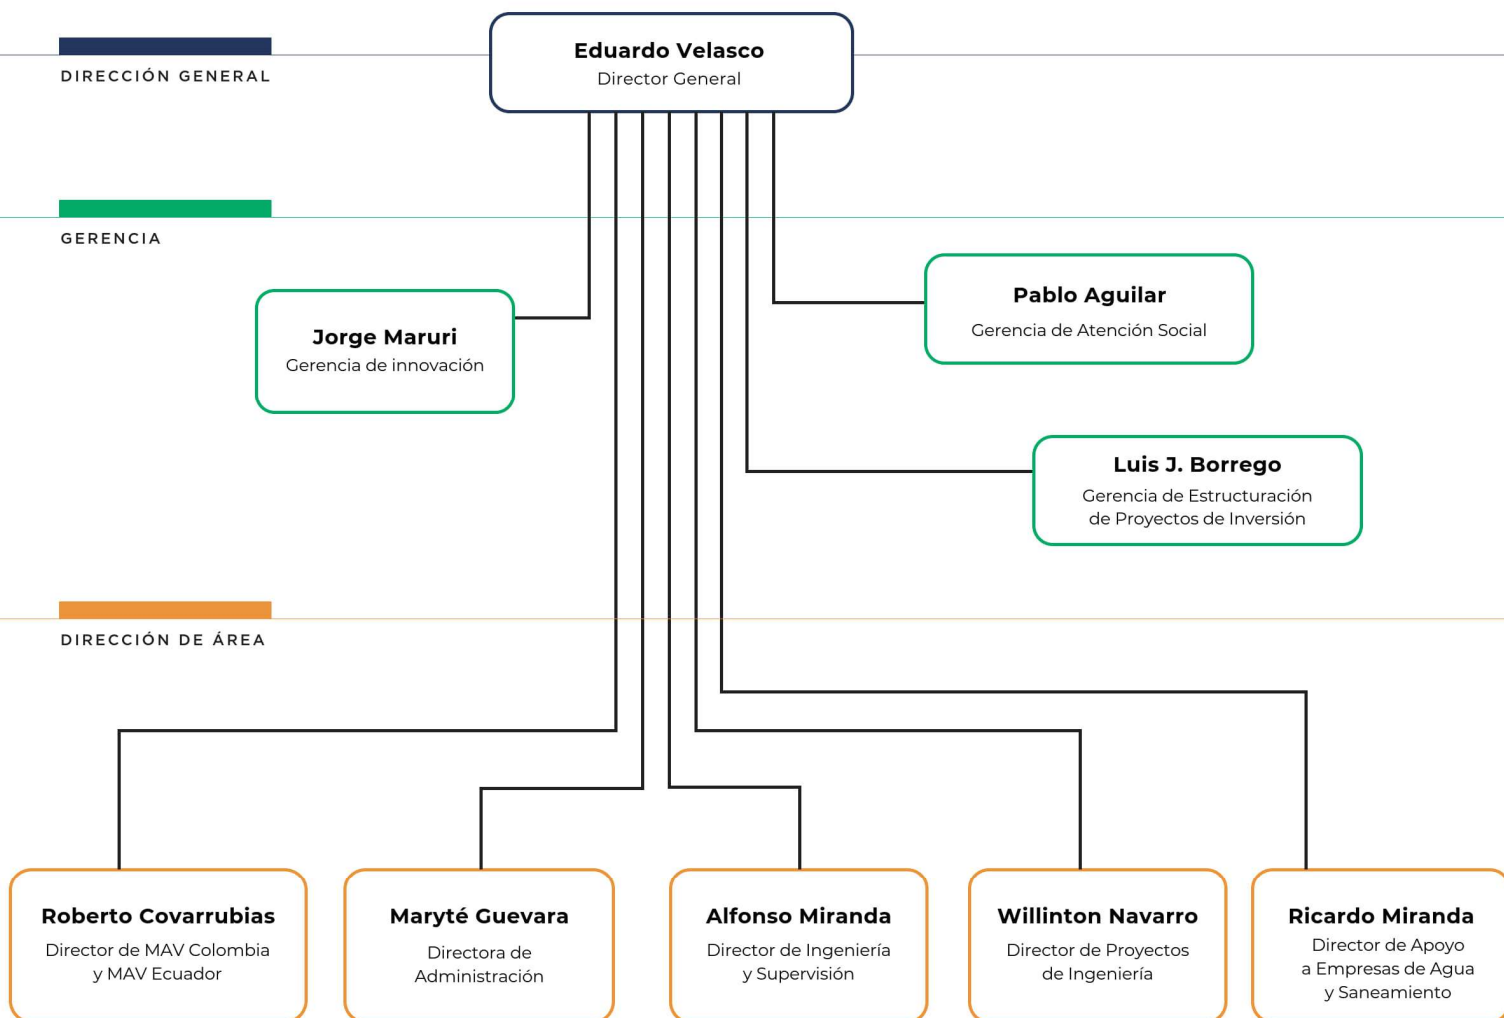 Eduardo Velasco
Director General
DIRECCIÓN GENERAL
GERENCIA
Pablo Aguilar
Gerencia de Atención Social
Jorge Maruri
Gerencia de innovación
Luis J. Borrego
Gerencia de Estructuración
de Proyectos de Inversión
DIRECCIÓN DE ÁREA
Roberto Covarrubias
Director de MAV Colombia
y MAV Ecuador
Maryté Guevara
Directora de
Administración
Alfonso Miranda
Director de Ingeniería
y Supervisión
Willinton Navarro
Director de Proyectos
de Ingeniería
Ricardo Miranda
Director de Apoyo
a Empresas de Agua
y Saneamiento